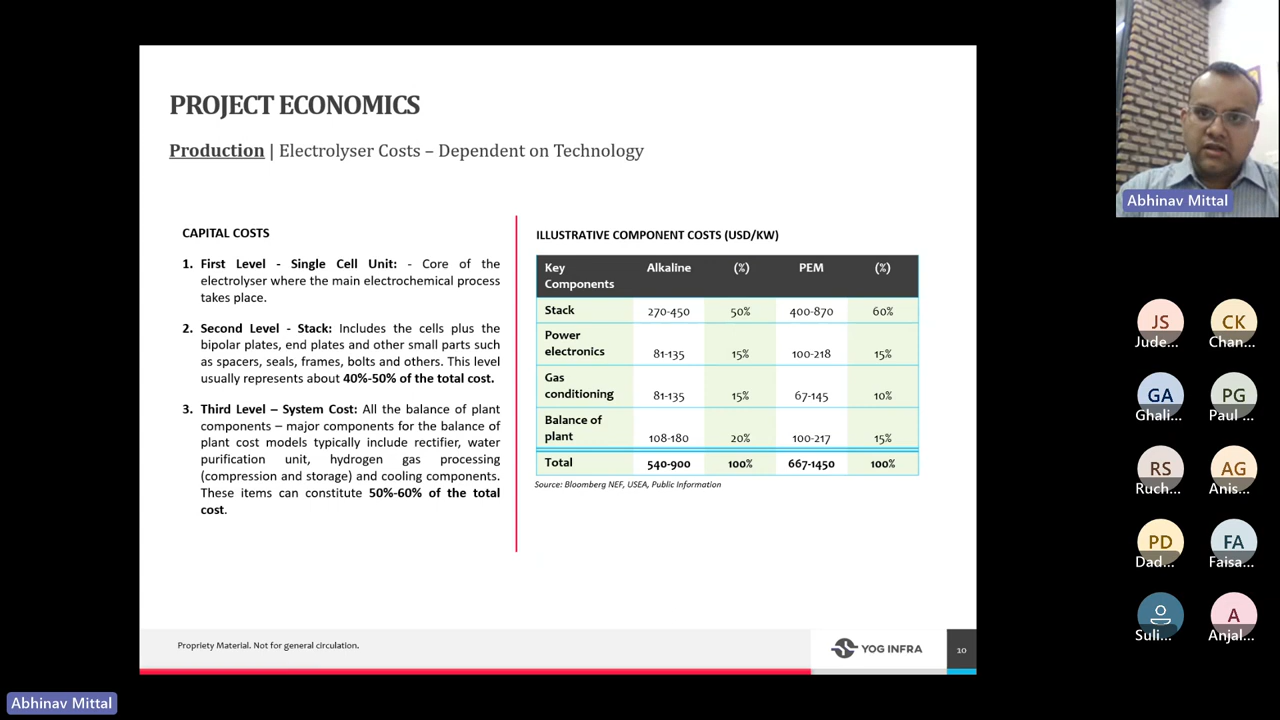 PROJECT ECONOMICS
Production | Electrolyser Costs – Dependent on Technology
CAPITAL COSTS
1. First Level - Single Cell Unit: - Core of the
electrolyser where the main electrochemical process
takes place.
2. Second Level - Stack: Includes the cells plus the
bipolar plates, end plates and other small parts such
as spacers, seals, frames, bolts and others. This level
usually represents about 40%-50% of the total cost.
3. Third Level – System Cost: All the balance of plant
components – major components for the balance of
plant cost models typically include rectifier, water
purification unit, hydrogen gas processing
(compression and storage) and cooling components.
These items can constitute 50%-60% of the total
cost.
ILLUSTRATIVE COMPONENT COSTS (USD/KW)
Key Components Alkaline (%) PEM (%)
Stack 270-450 50% 400-870 60%
Power electronics 81-135 15% 100-218 15%
Gas conditioning 81-135 15% 67-145 10%
Balance of plant 108-180 20% 100-217 15%
Total 540-900 100% 667-1450 100%
Source: Bloomberg NEF, USEA, Public Information
Propriety Material. Not for general circulation.
YOG INFRA
10
Abhinav Mittal
JS
Jude...
CK
Chan...
GA
Ghali...
PG
Paul ...
RS
Ruch...
AG
Anis...
PD
Dad...
FA
Faisa...
Suli...
A
Anjal...
Abhinav Mittal